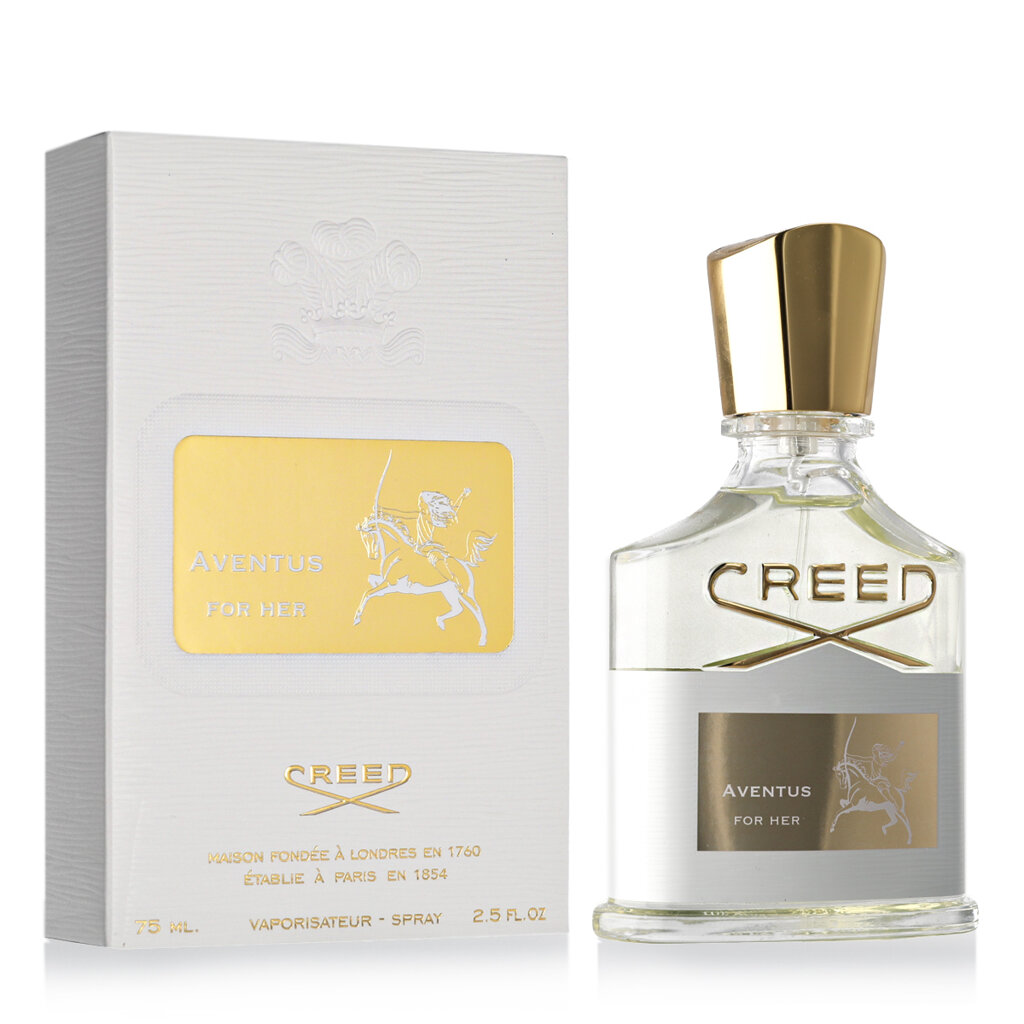 AVENTUS
FOR HER
CREED
MAISON FONDÉE À LONDRES EN 1760
ÉTABLIE À PARIS EN 1854
75 ML. VAPORISATEUR - SPRAY 2.5 FL.OZ
CREED
AVENTUS
FOR HER